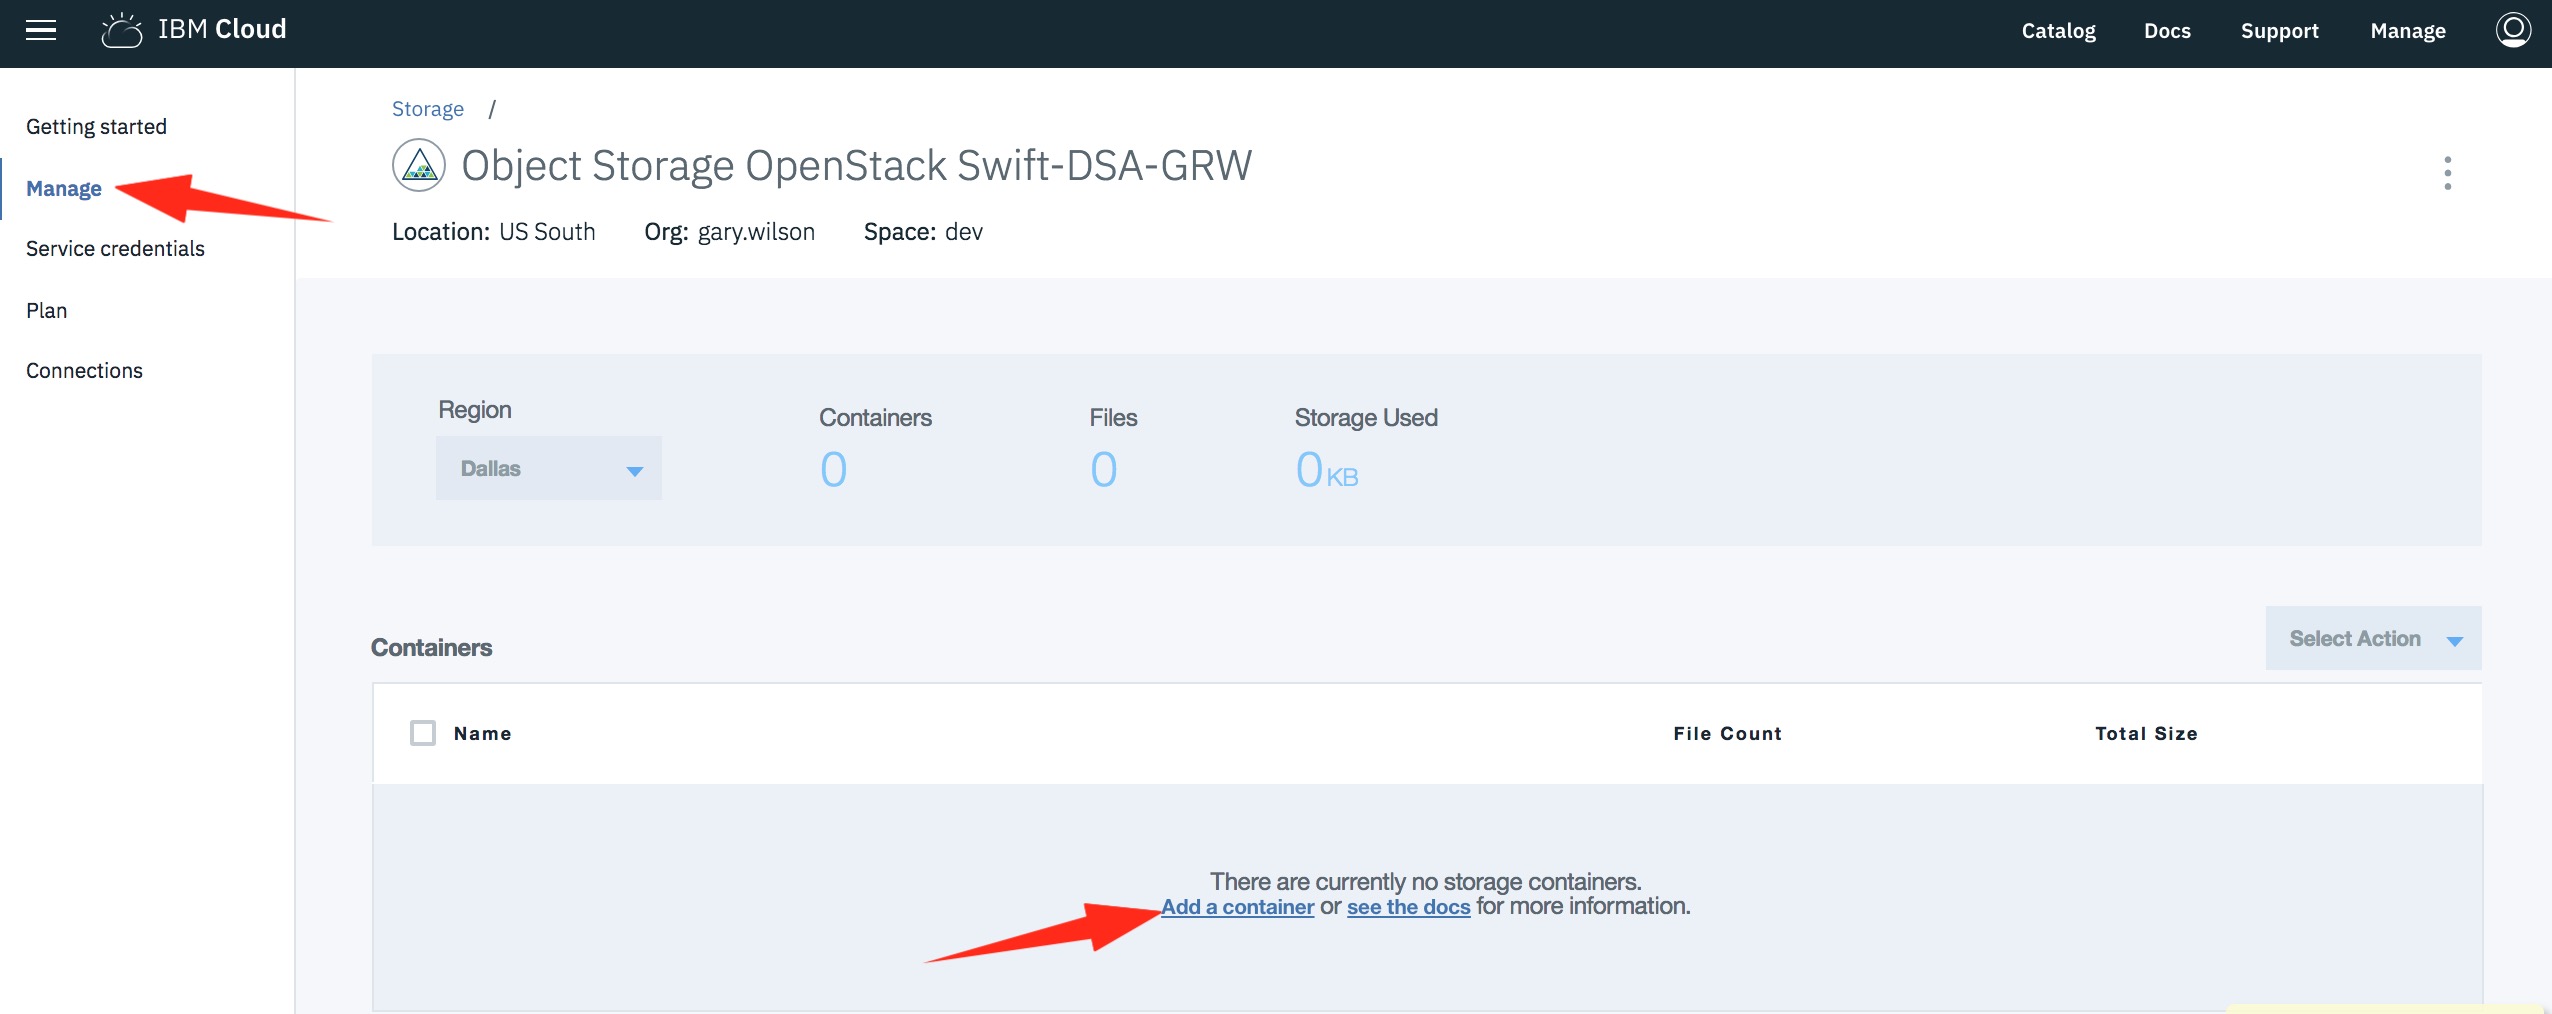 IBM Cloud
Catalog Docs Support Manage
Getting started
Manage
Service credentials
Plan
Connections
Storage /
Object Storage OpenStack Swift-DSA-GRW
Location: US South Org: gary.wilson Space: dev
Region
Dallas
Containers
0
Files
0
Storage Used
0 KB
Containers
Select Action
Name File Count Total Size
There are currently no storage containers.
Add a container or see the docs for more information.